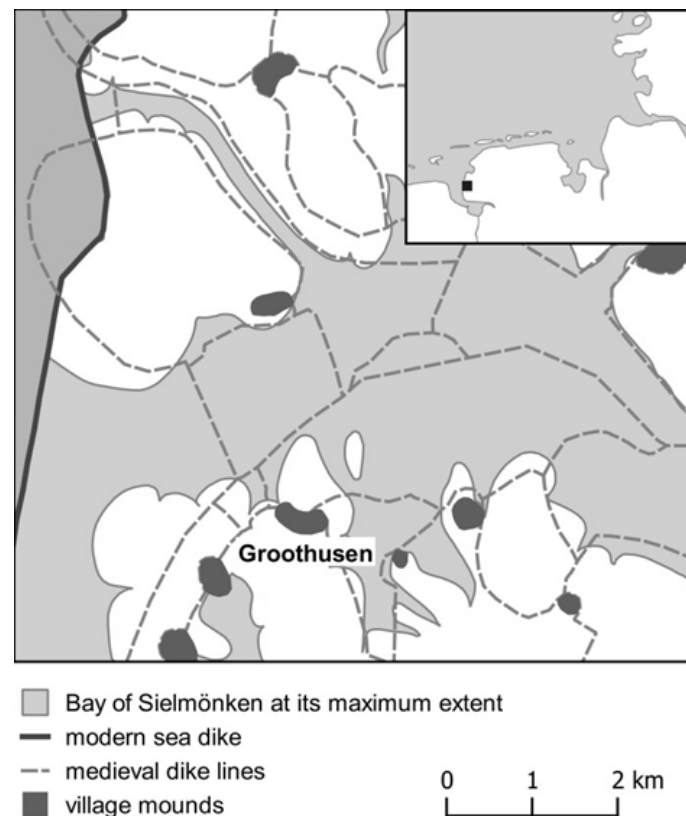 Groothusen
Bay of Sielmönken at its maximum extent
modern sea dike
medieval dike lines
village mounds
0 1 2 km